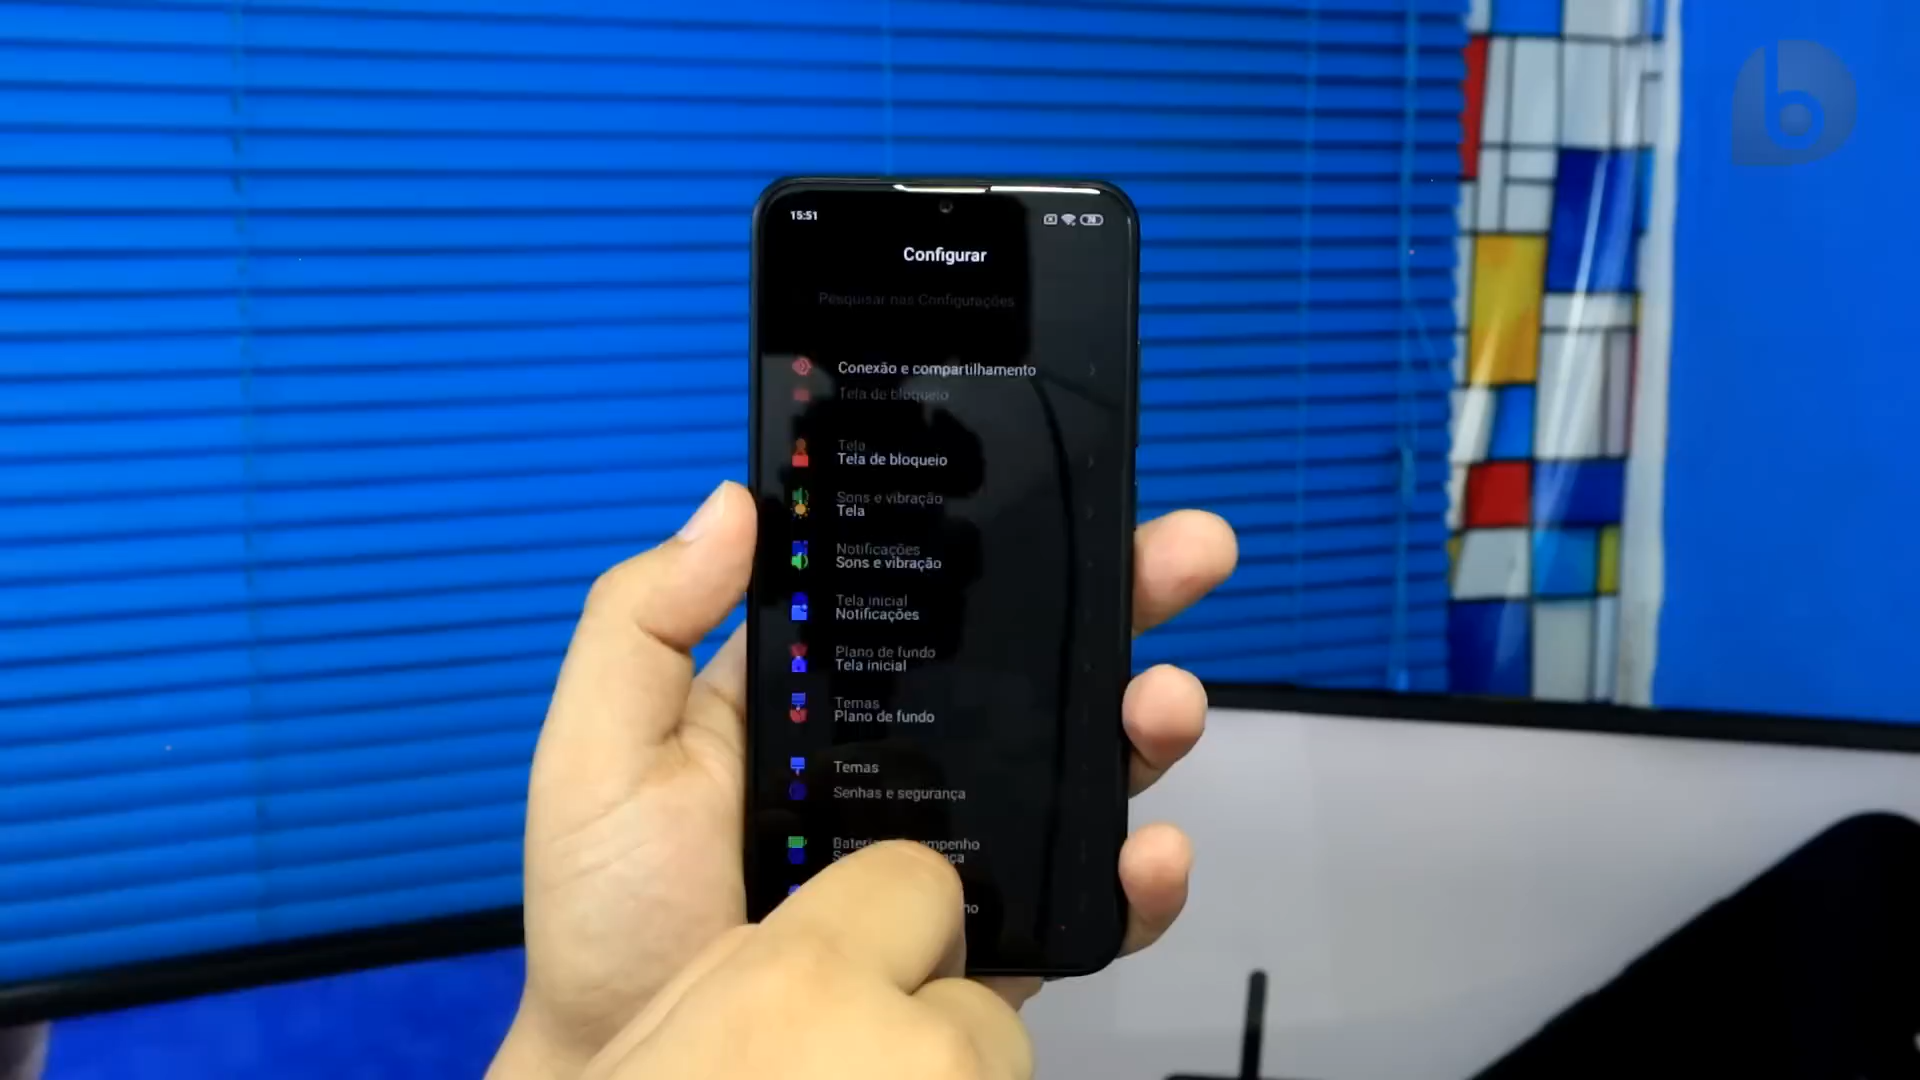 15:51
Configurar
Pesquisar nas Configurações
Conexão e compartilhamento
Tela de bloqueio
Tela
Tela de bloqueio
Sons e vibração
Tela
Notificações
Sons e vibração
Tela inicial
Notificações
Plano de fundo
Tela inicial
Temas
Plano de fundo
Temas
Senhas e segurança
b